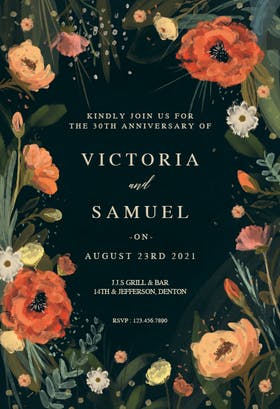 KINDLY JOIN US FOR
THE 30TH ANNIVERSARY OF
VICTORIA
and
SAMUEL
-ON-
AUGUST 23RD 2021
J.J.S GRILL & BAR
14TH & JEFFERSON, DENTON
RSVP : 123.456.7890